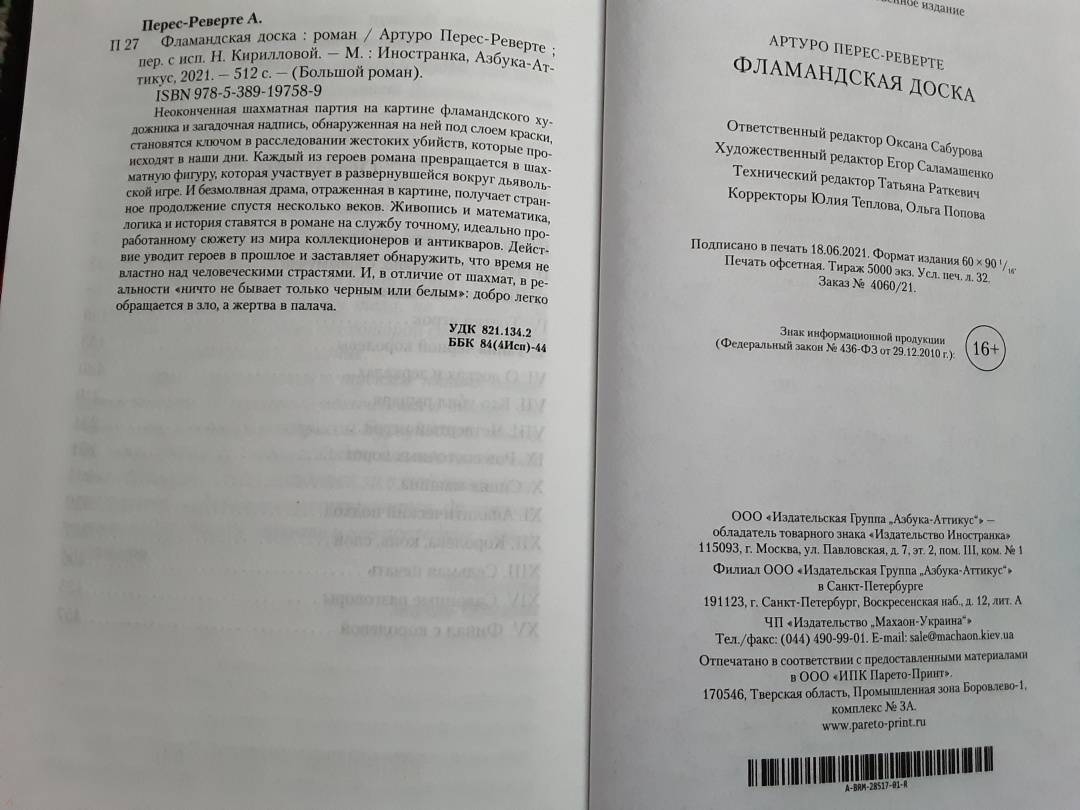 Перес-Реверте А.
П 27 Фламандская доска : роман / Артуро Перес-Реверте ;
пер. с исп. Н. Кирилловой. — М. : Иностранка, Азбука-Ат-
тикус, 2021. — 512 с. — (Большой роман).
ISBN 978-5-389-19758-9
Неоконченная шахматная партия на картине фламандского ху-
дожника и загадочная надпись, обнаруженная на ней под слоем краски,
становятся ключом в расследовании жестоких убийств, которые про-
исходят в наши дни. Каждый из героев романа превращается в шах-
матную фигуру, которая участвует в развернувшейся вокруг дьяволь-
ской игре. И безмолвная драма, отраженная в картине, получает стран-
ное продолжение спустя несколько веков. Живопись и математика,
логика и история ставятся в романе на службу точному, идеально про-
работанному сюжету из мира коллекционеров и антикваров. Дейст-
вие уводит героев в прошлое и заставляет обнаружить, что время не
властно над человеческими страстями. И, в отличие от шахмат, в ре-
альности «ничто не бывает только черным или белым»: добро легко
обращается в зло, а жертва в палача.
УДК 821.134.2
ББК 84(4Исп)-44
издание
АРТУРО ПЕРЕС-РЕВЕРТЕ
ФЛАМАНДСКАЯ ДОСКА
Ответственный редактор Оксана Сабурова
Художественный редактор Егор Саламашенко
Технический редактор Татьяна Раткевич
Корректоры Юлия Теплова, Ольга Попова
Подписано в печать 18.06.2021. Формат издания 60 × 90 1/16.
Печать офсетная. Тираж 5000 экз. Усл. печ. л. 32.
Заказ № 4060/21.
Знак информационной продукции
(Федеральный закон № 436-ФЗ от 29.12.2010 г.): 16+
ООО «Издательская Группа „Азбука-Аттикус“» —
обладатель товарного знака «Издательство Иностранка»
115093, г. Москва, ул. Павловская, д. 7, эт. 2, пом. III, ком. № 1
Филиал ООО «Издательская Группа „Азбука-Аттикус“»
в Санкт-Петербурге
191123, г. Санкт-Петербург, Воскресенская наб., д. 12, лит. А
ЧП «Издательство „Махаон-Украина“»
Тел./факс: (044) 490-99-01. E-mail: sale@machaon.kiev.ua
Отпечатано в соответствии с предоставленными материалами
в ООО «ИПК Парето-Принт».
170546, Тверская область, Промышленная зона Боровлево-1,
комплекс № 3А.
www.pareto-print.ru
A-BRM-28517-01-R